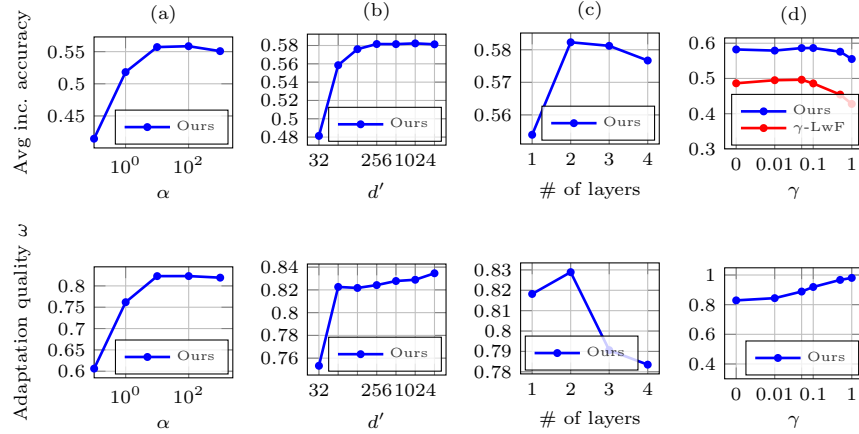 (a) (b) (c) (d)
Avg inc. accuracy
0.55
0.5
0.45
Ours
10^0 10^2
α
0.58
0.56
0.54
0.52
0.5
0.48
Ours
32 256 1024
d′
0.58
0.56
Ours
1 2 3 4
# of layers
0.6
0.5
0.4
0.3
Ours
γ-LwF
0 0.01 0.1 1
γ
Adaptation quality ω
0.8
0.75
0.7
0.65
0.6
Ours
10^0 10^2
α
0.84
0.82
0.8
0.78
0.76
Ours
32 256 1024
d′
0.83
0.82
0.81
0.8
0.79
0.78
Ours
1 2 3 4
# of layers
1
0.8
0.6
0.4
Ours
0 0.01 0.1 1
γ